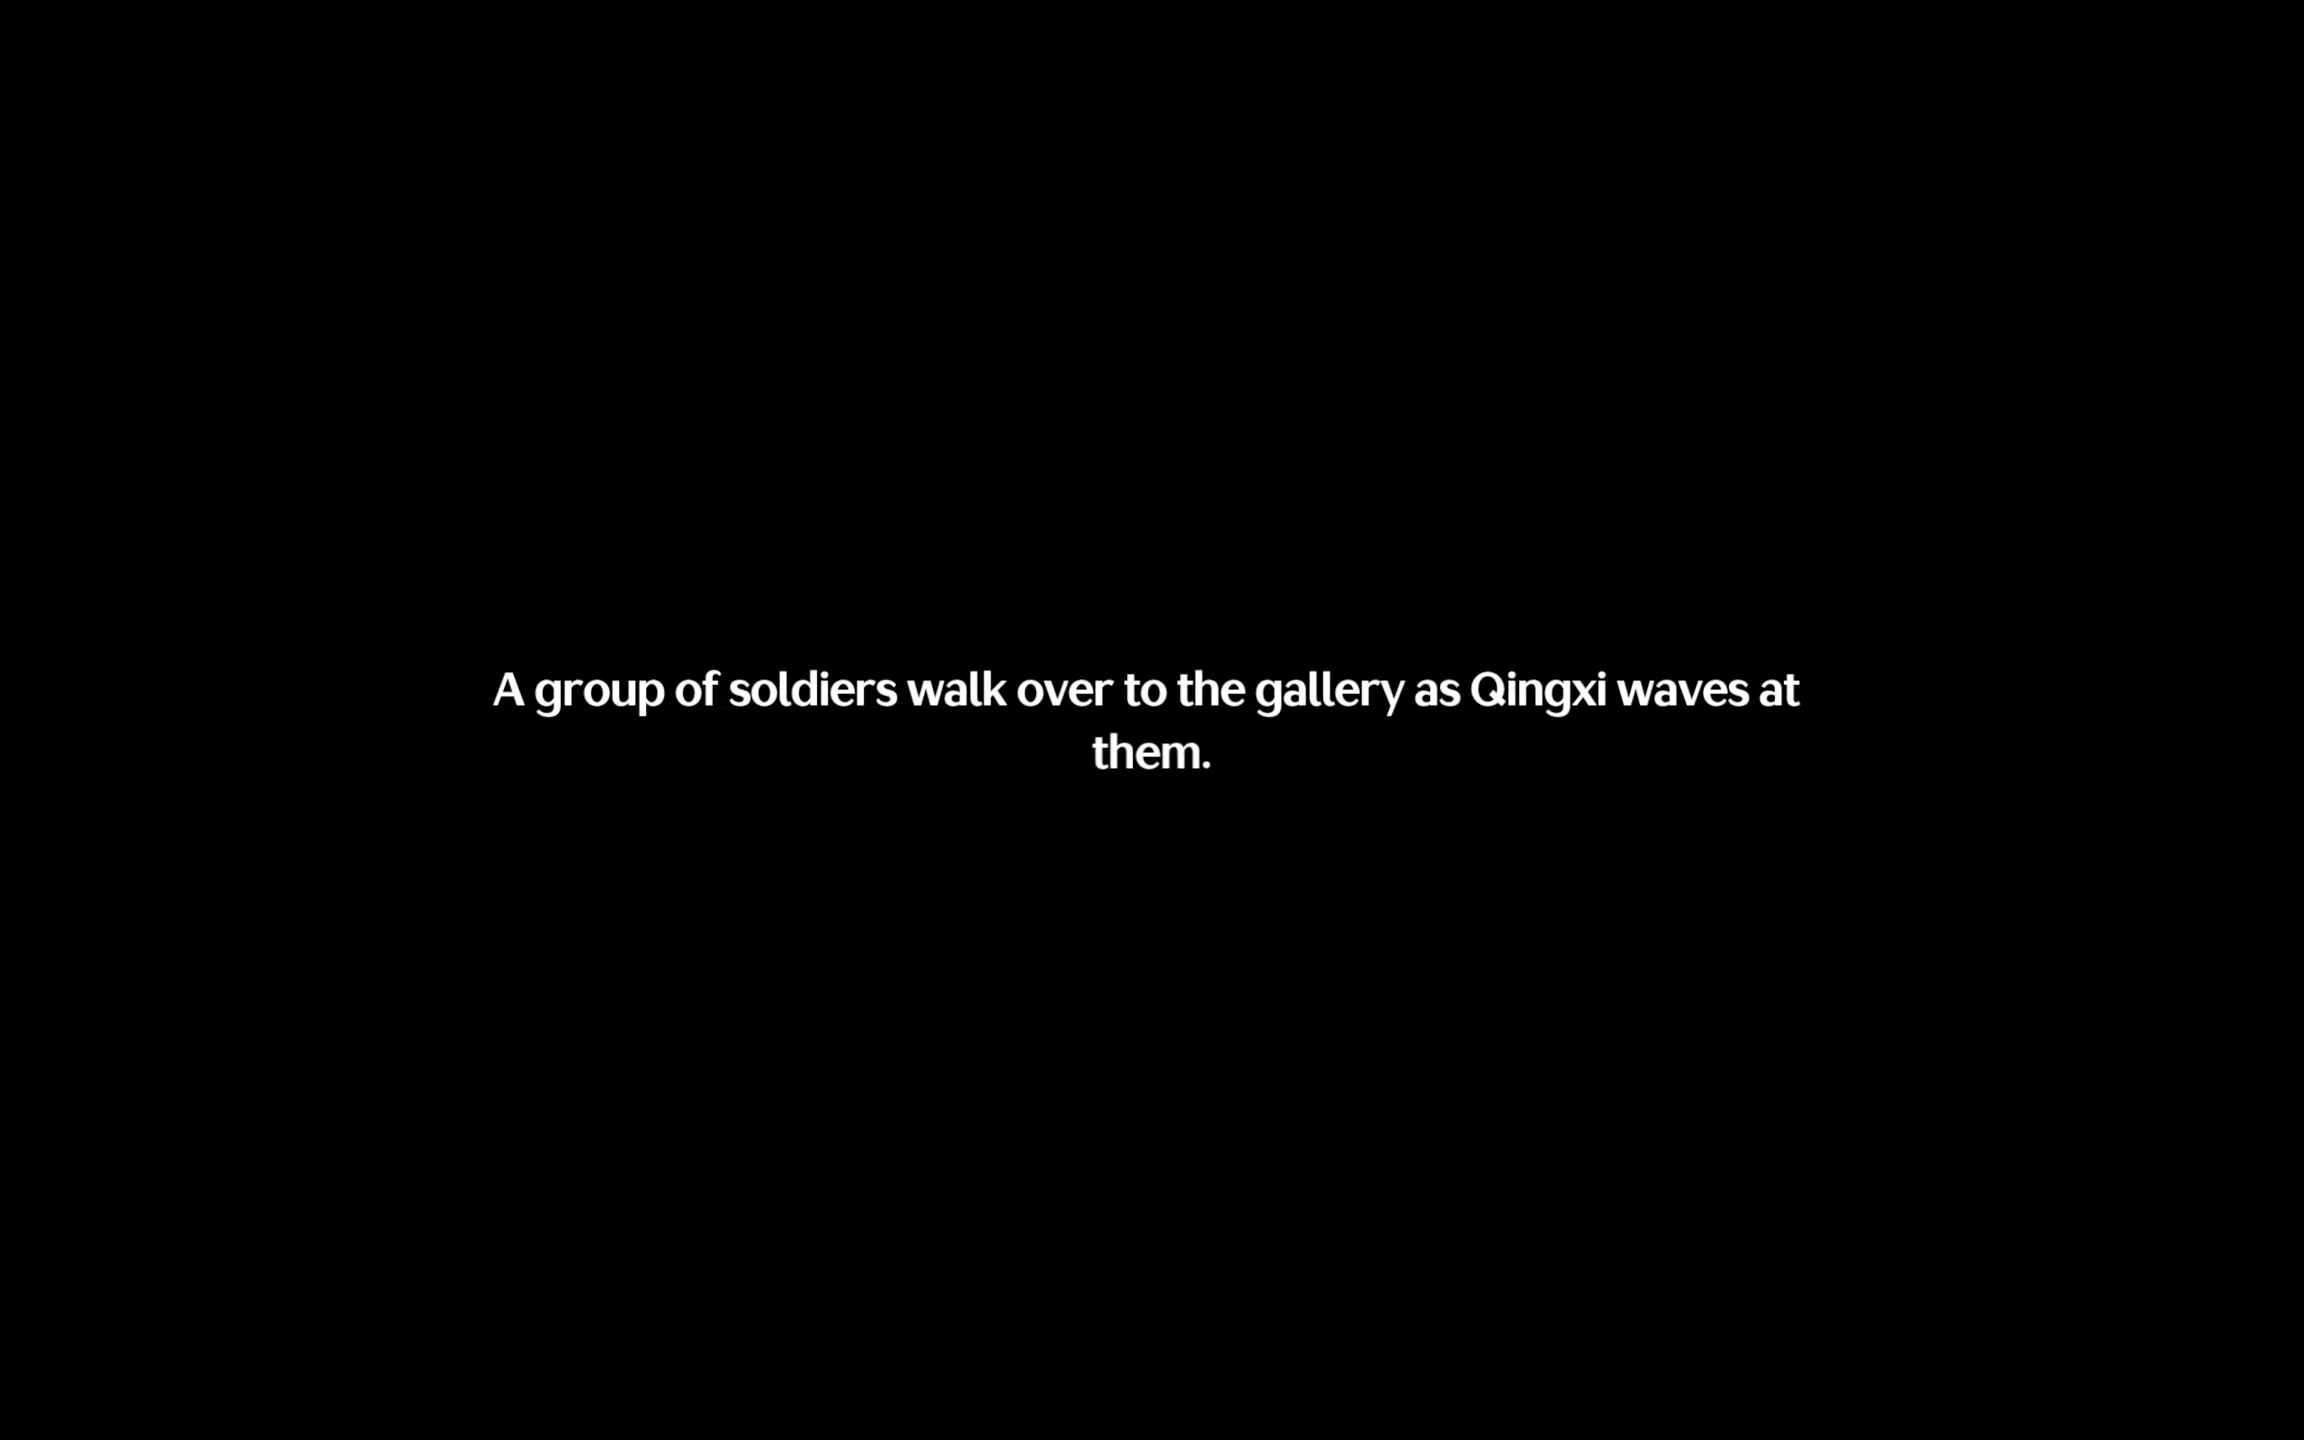 A group of soldiers walk over to the gallery as Qingxi waves at
them.